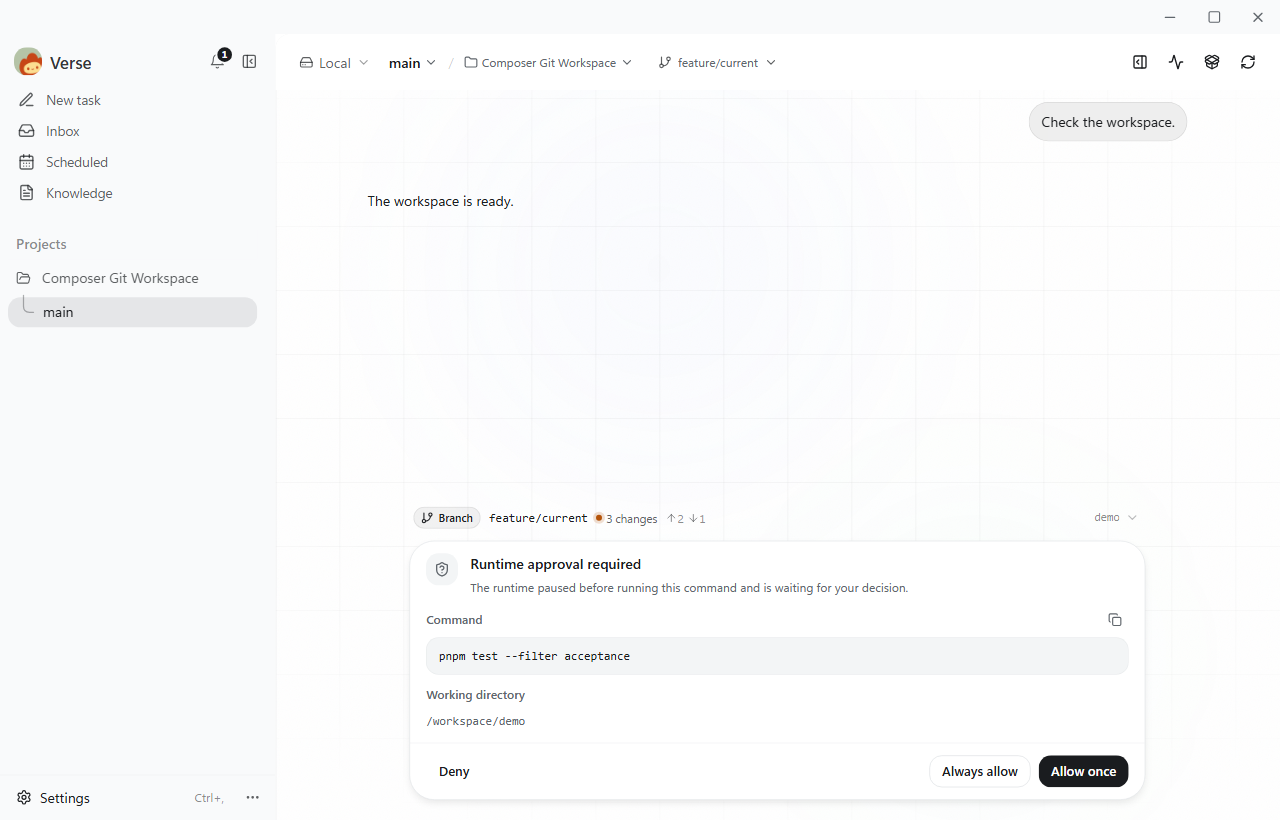 Verse
1
New task
Inbox
Scheduled
Knowledge
Projects
Composer Git Workspace
main
Settings
Ctrl+,
Local
main
/
Composer Git Workspace
feature/current
Check the workspace.
The workspace is ready.
Branch
feature/current
3 changes
↑2 ↓1
demo
Runtime approval required
The runtime paused before running this command and is waiting for your decision.
Command
pnpm test --filter acceptance
Working directory
/workspace/demo
Deny
Always allow
Allow once